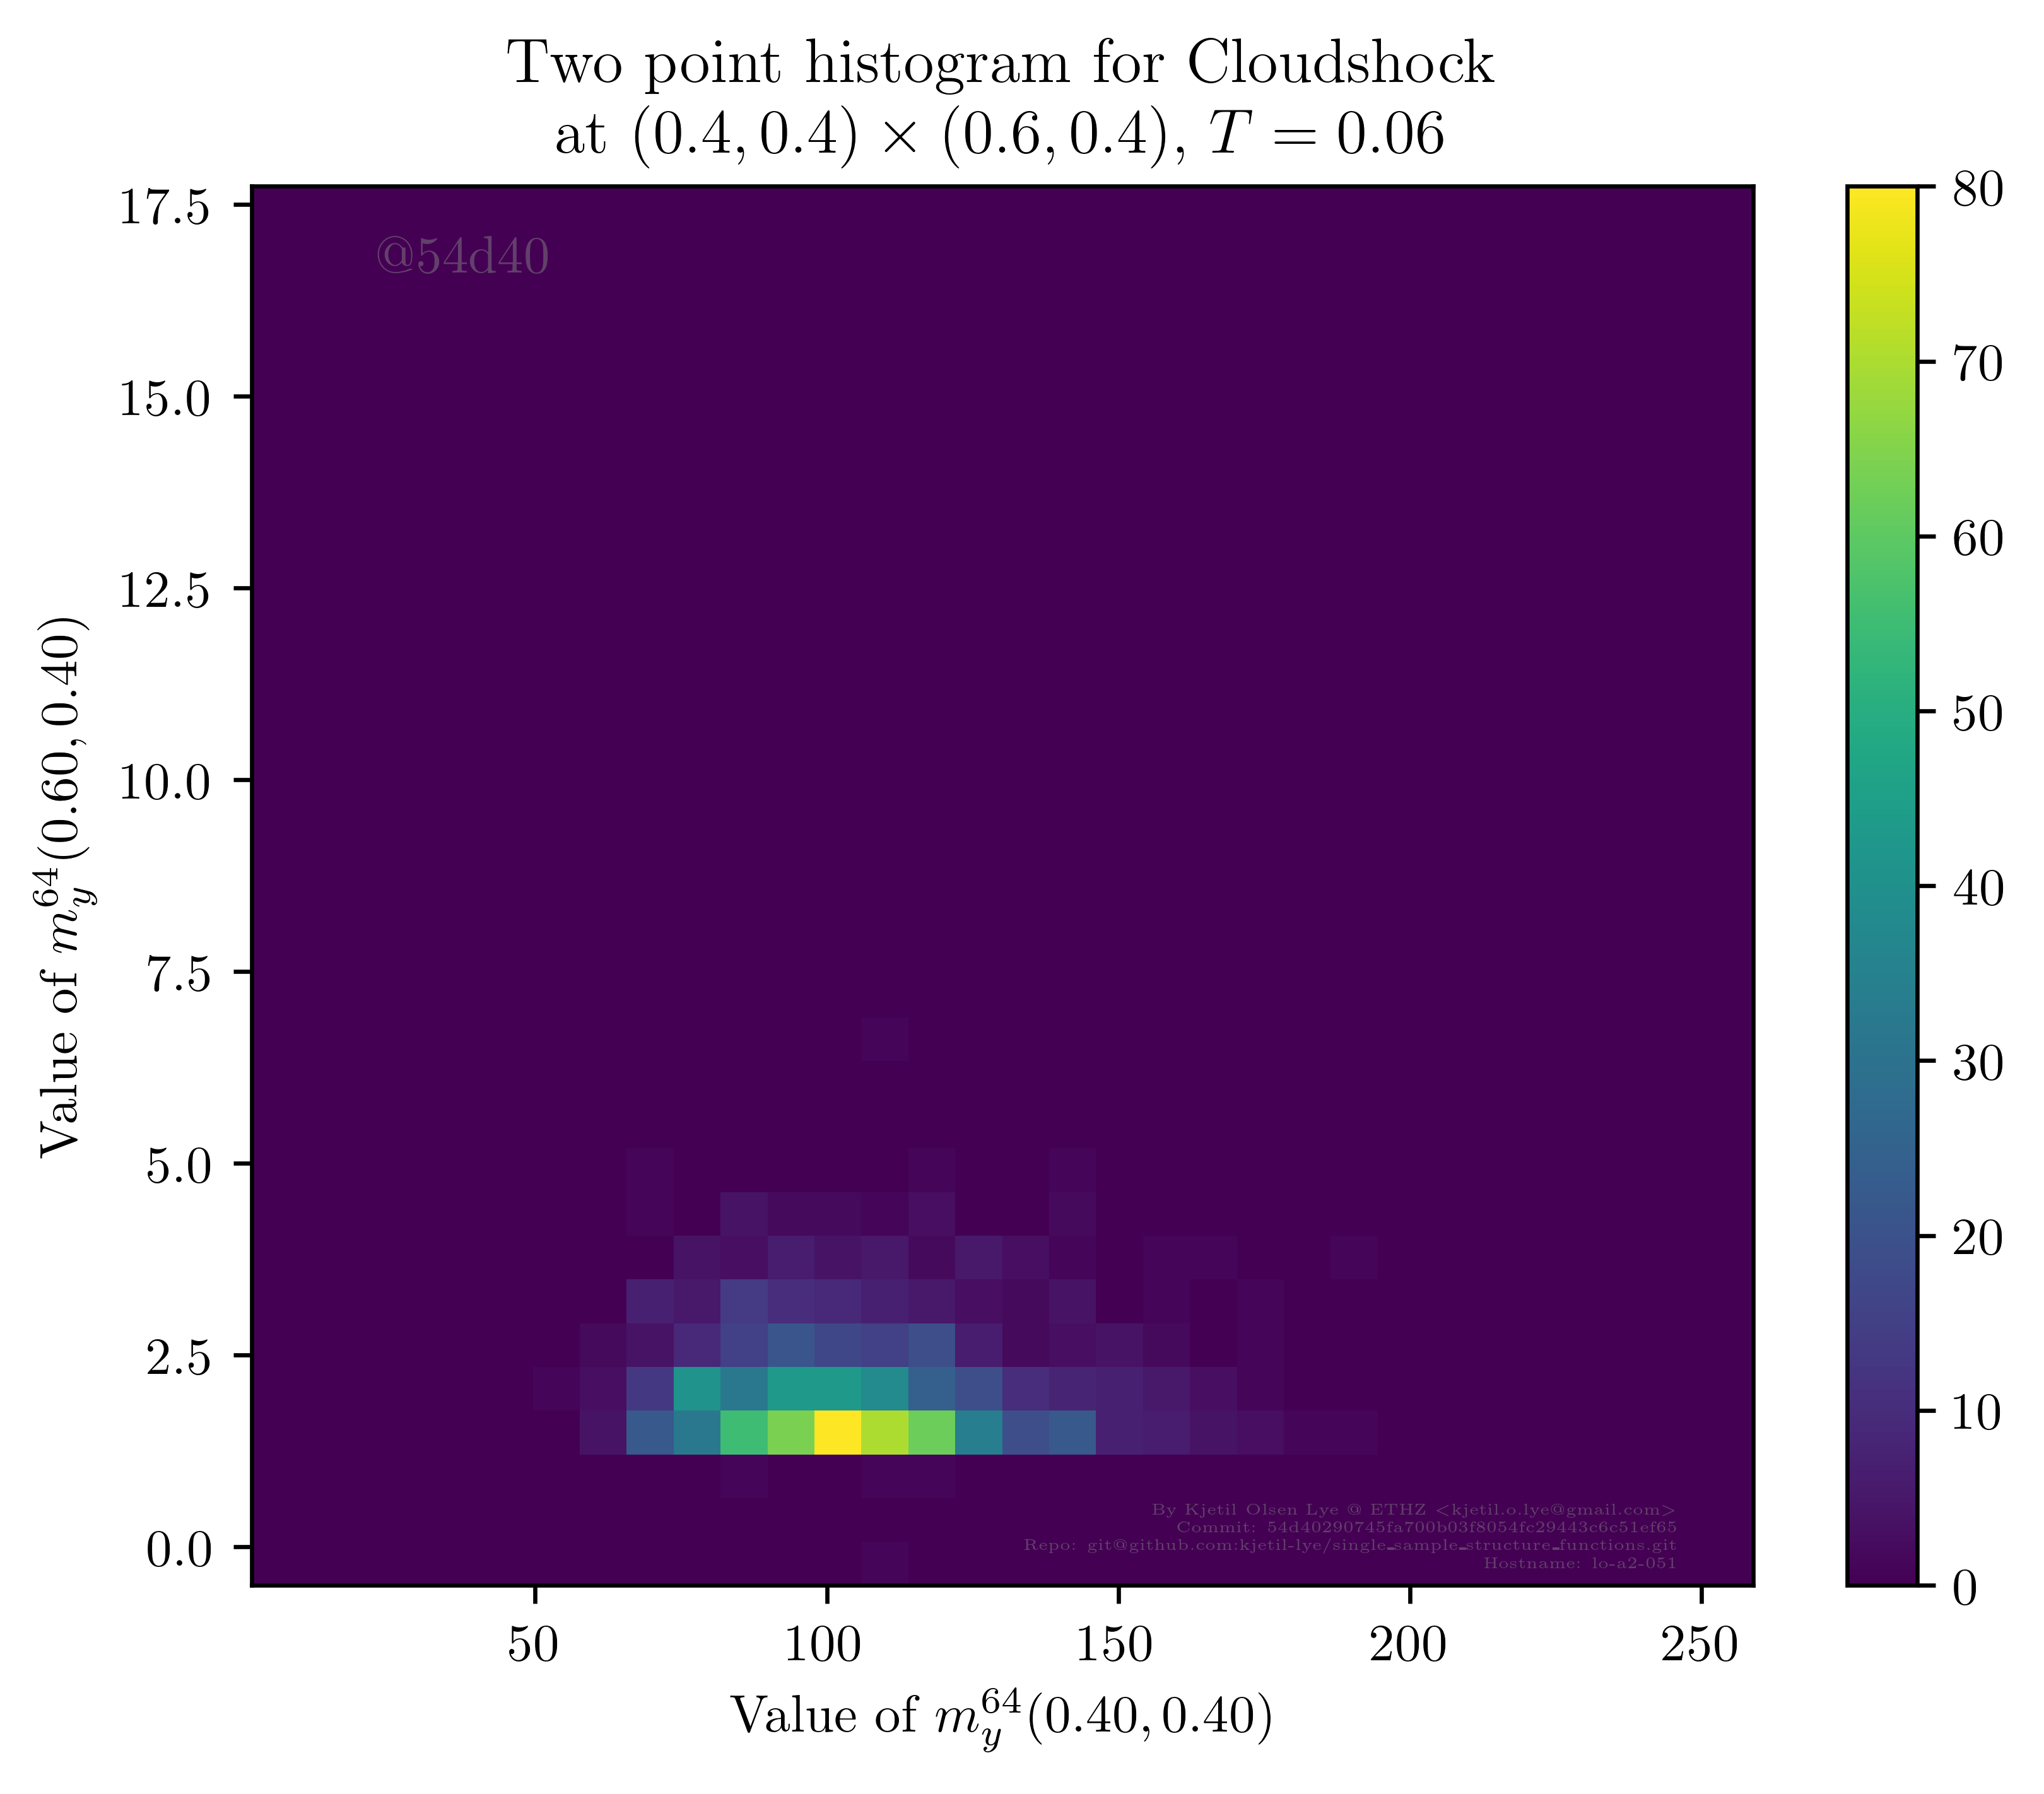 Two point histogram for Cloudshock
at (0.4, 0.4) × (0.6, 0.4), T = 0.06
@54d40
17.5
15.0
12.5
10.0
7.5
5.0
2.5
0.0
Value of m_y^64(0.60, 0.40)
50 100 150 200 250
Value of m_y^64(0.40, 0.40)
80
70
60
50
40
30
20
10
0
By Kjetil Olsen Lye @ ETHZ <kjetil.o.lye@gmail.com>
Commit: 54d40290745fa700b03f8054fc29443c6c51ef65
Repo: git@github.com:kjetil-lye/single_sample_structure_functions.git
Hostname: lo-a2-051